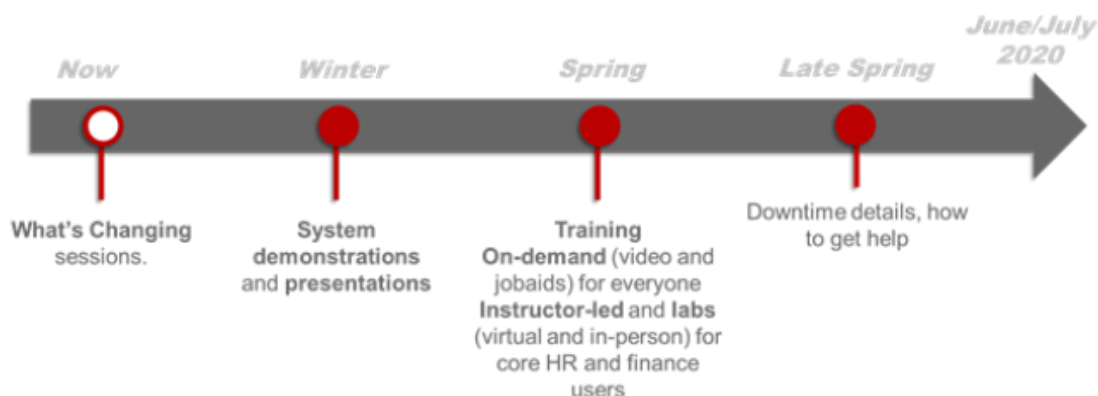 June/July
2020
Now
Winter
Spring
Late Spring
What's Changing
sessions.
System
demonstrations
and presentations
Training
On-demand (video and
jobaids) for everyone
Instructor-led and labs
(virtual and in-person) for
core HR and finance
users
Downtime details, how
to get help